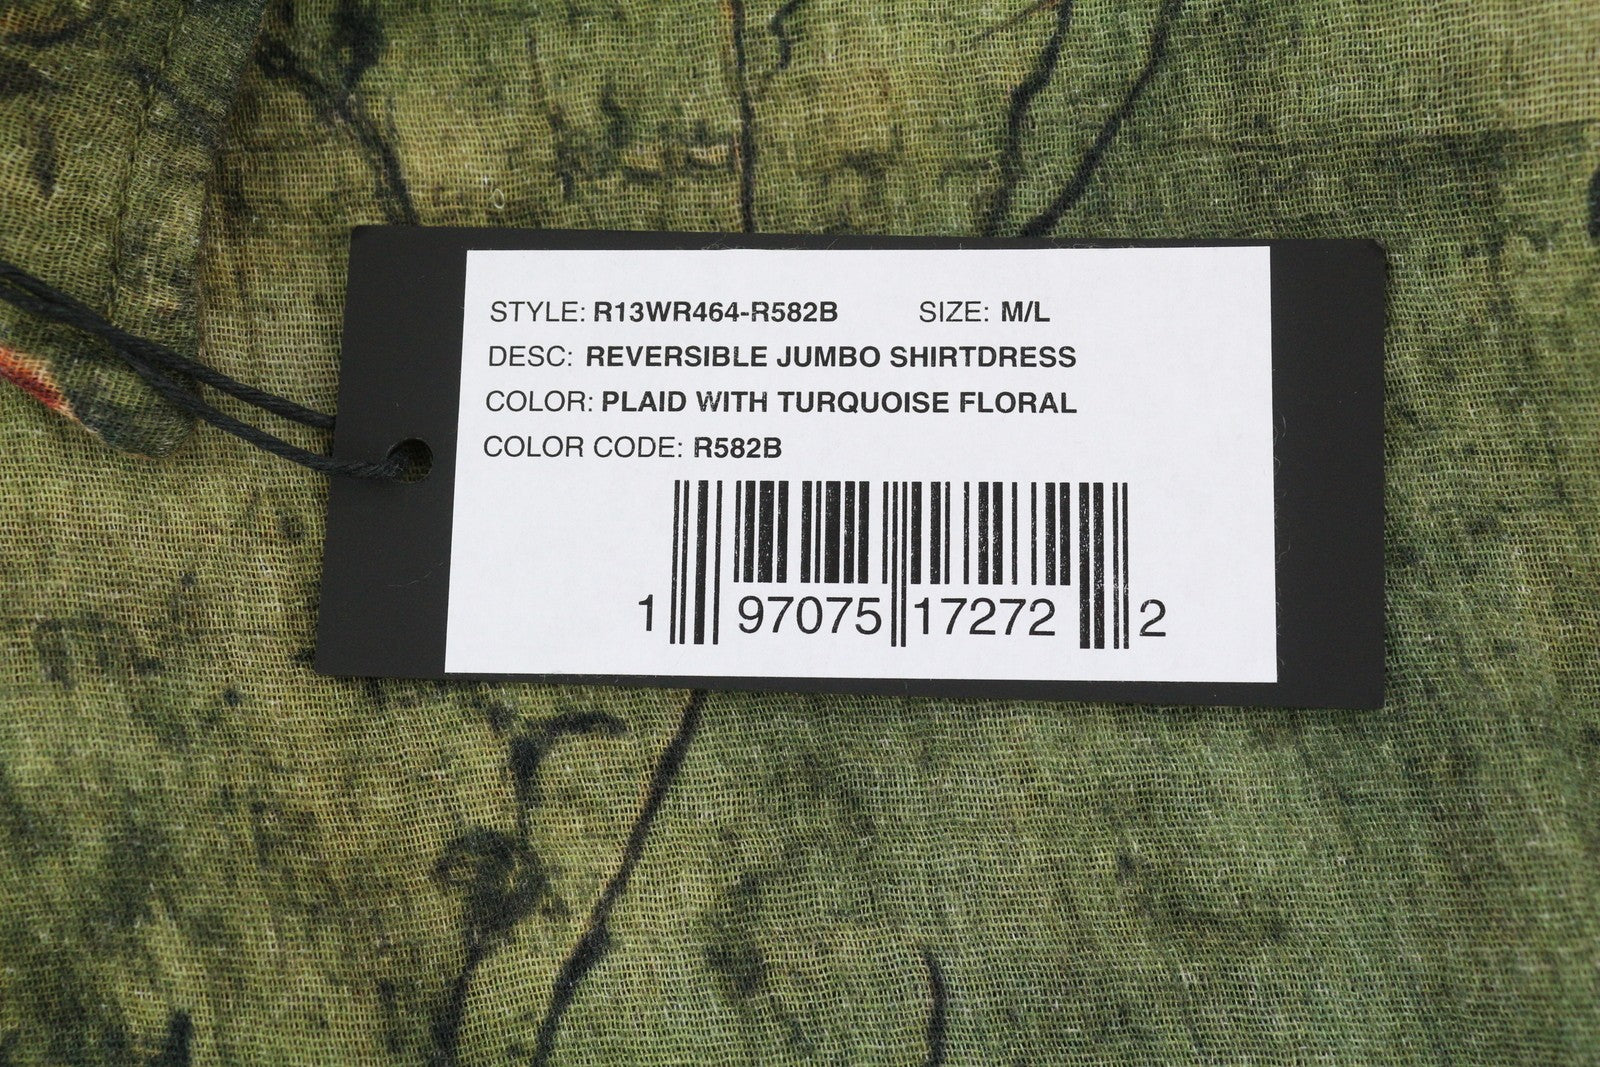 STYLE: R13WR464-R582B SIZE: M/L
DESC: REVERSIBLE JUMBO SHIRTDRESS
COLOR: PLAID WITH TURQUOISE FLORAL
COLOR CODE: R582B
1 97075 17272 2